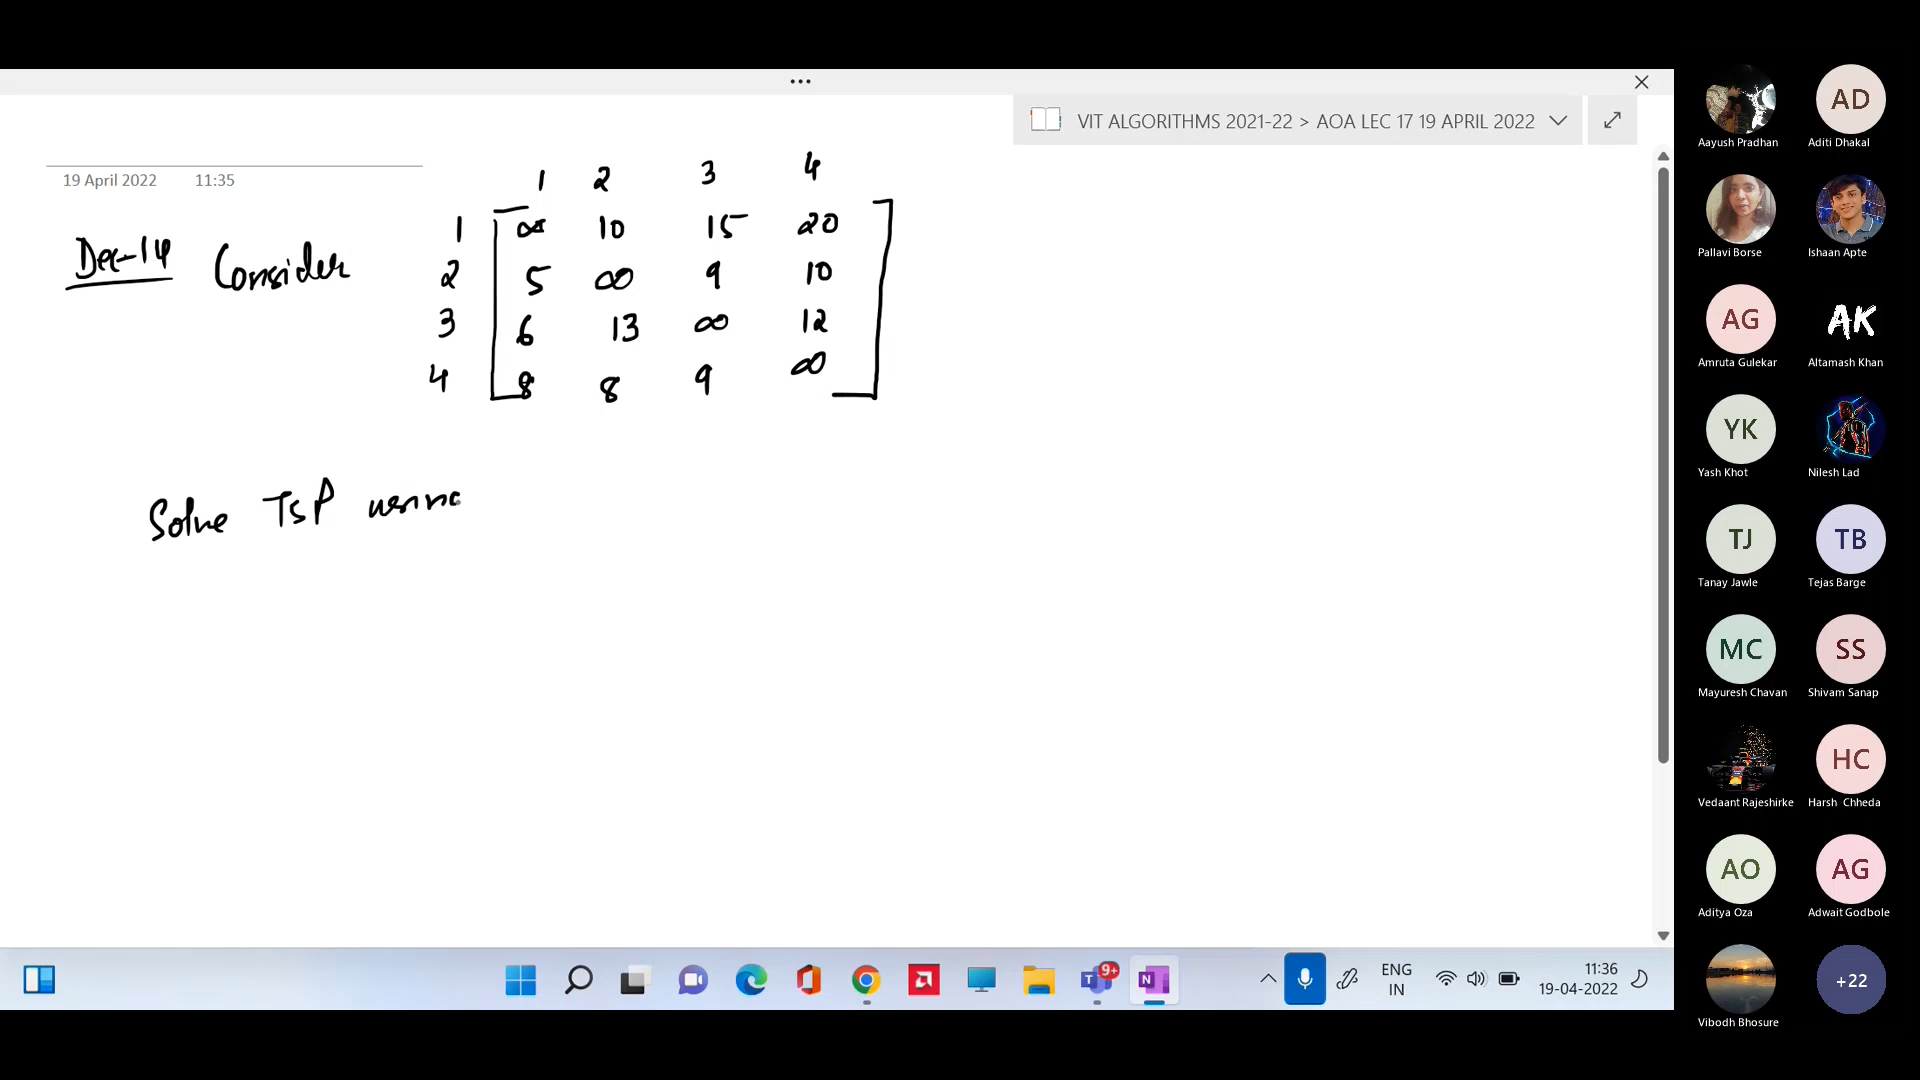 VIT ALGORITHMS 2021-22 > AOA LEC 17 19 APRIL 2022
19 April 2022 11:35
1 2 3 4
Dec-14 Consider
1 ∞ 10 15 20
2 5 ∞ 9 10
3 6 13 ∞ 12
4 8 8 9 ∞
Solve TSP
Aayush Pradhan
AD
Aditi Dhakal
Pallavi Borse
Ishaan Apte
AG
Amruta Gulekar
AK
Altamash Khan
YK
Yash Khot
Nilesh Lad
TJ
Tanay Jawle
TB
Tejas Barge
MC
Mayuresh Chavan
SS
Shivam Sanap
Vedaant Rajeshirke
HC
Harsh Chheda
AO
Aditya Oza
AG
Adwait Godbole
Vibodh Bhosure
+22
9+
ENG
IN
11:36
19-04-2022